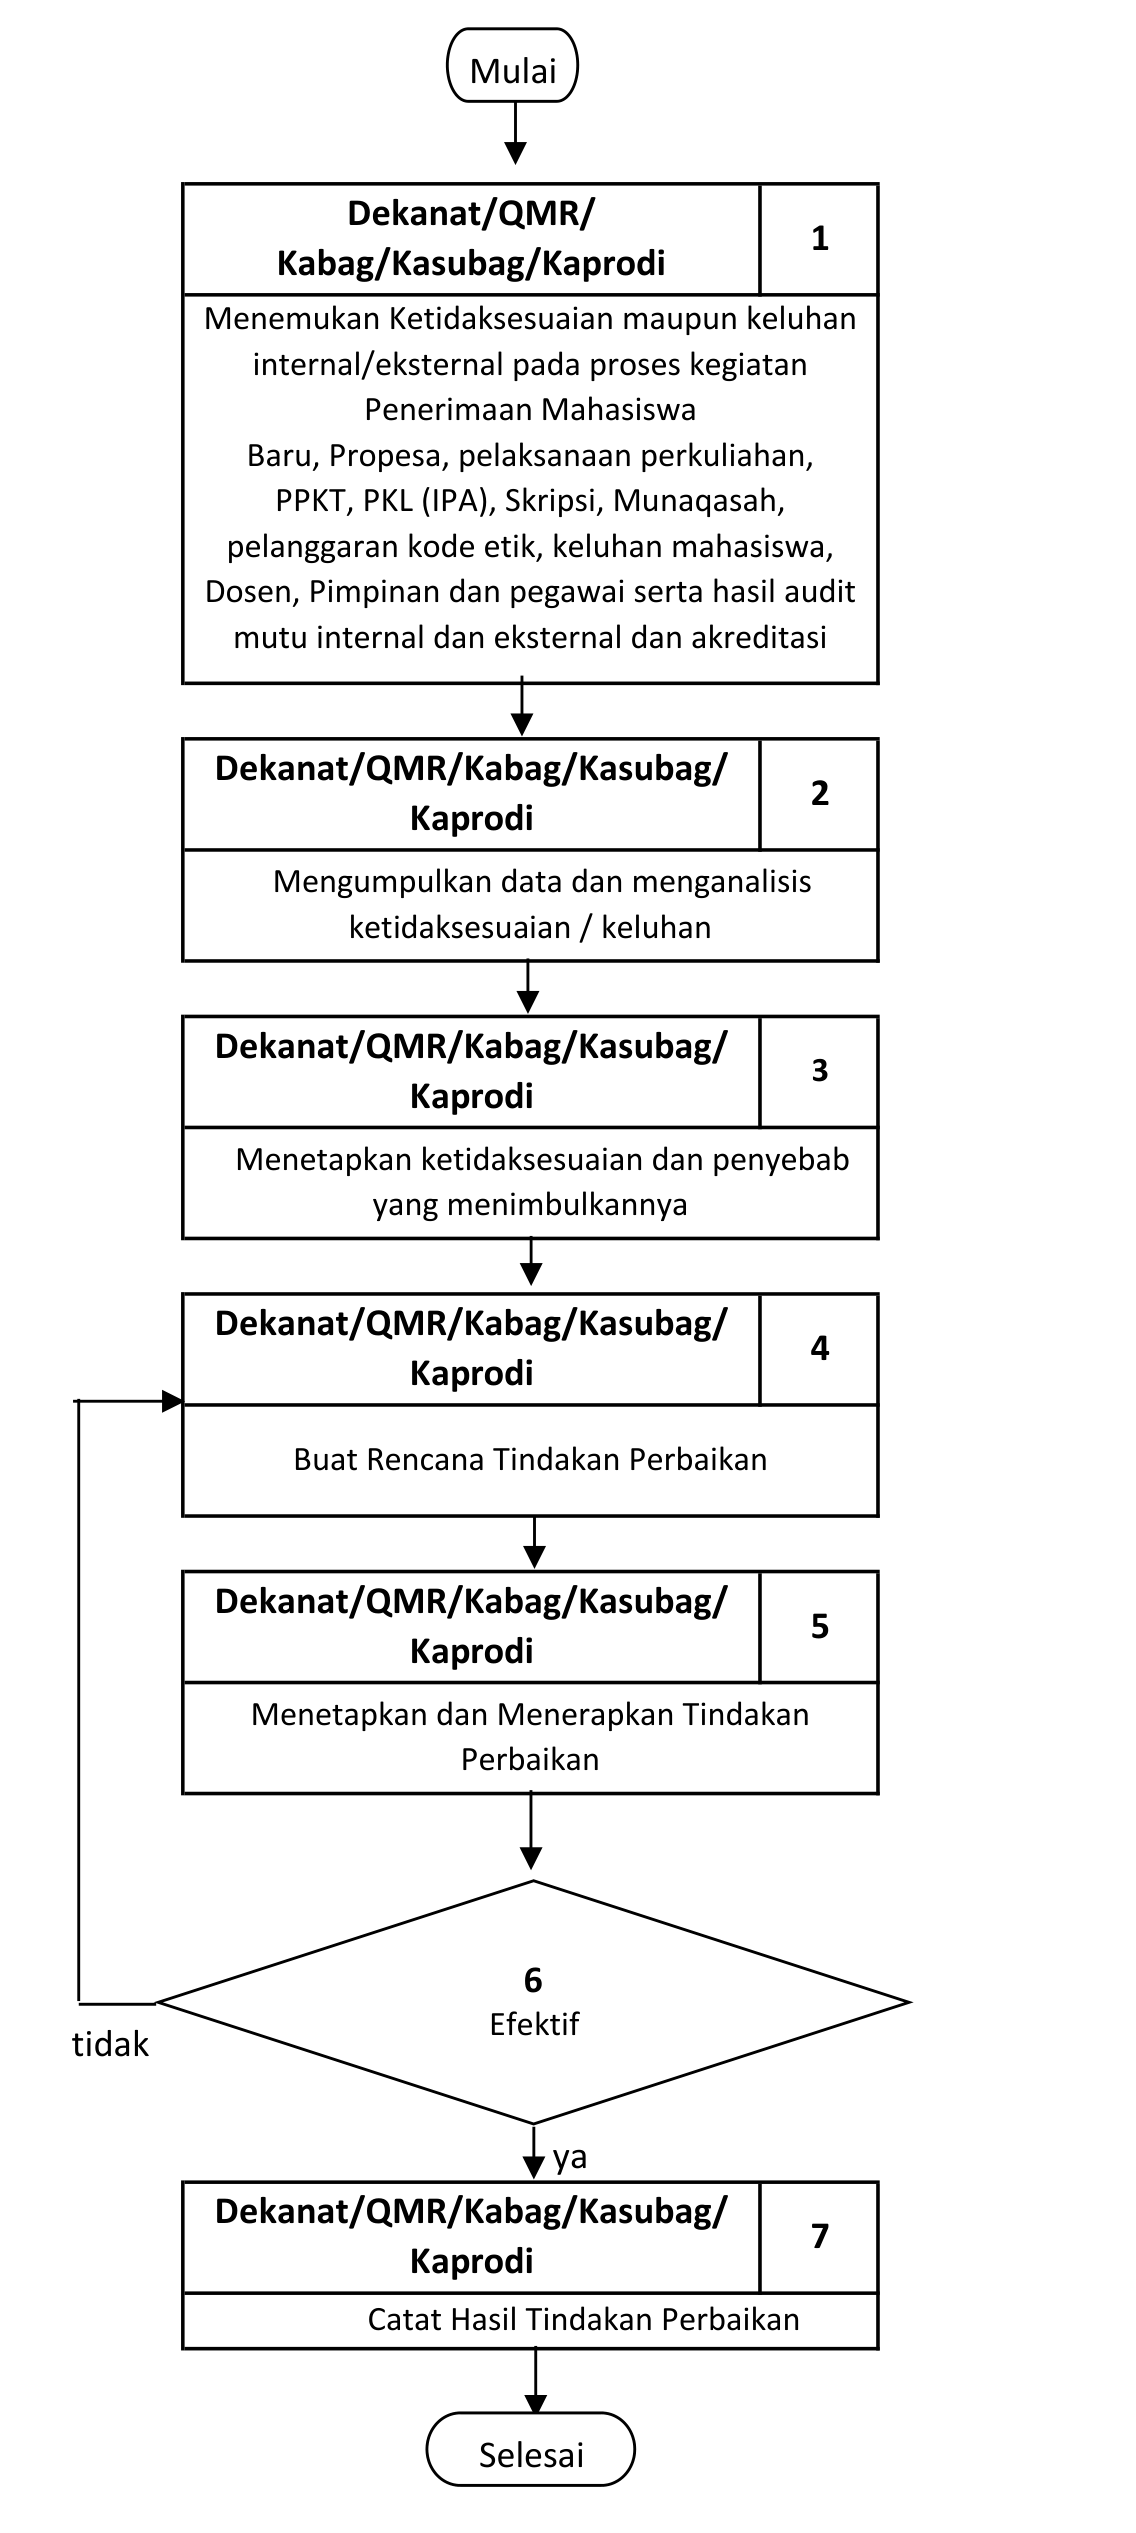 Mulai
Dekanat/QMR/
Kabag/Kasubag/Kaprodi
1
Menemukan Ketidaksesuaian maupun keluhan
internal/eksternal pada proses kegiatan
Penerimaan Mahasiswa
Baru, Propesa, pelaksanaan perkuliahan,
PPKT, PKL (IPA), Skripsi, Munaqasah,
pelanggaran kode etik, keluhan mahasiswa,
Dosen, Pimpinan dan pegawai serta hasil audit
mutu internal dan eksternal dan akreditasi
Dekanat/QMR/Kabag/Kasubag/
Kaprodi
2
Mengumpulkan data dan menganalisis
ketidaksesuaian / keluhan
Dekanat/QMR/Kabag/Kasubag/
Kaprodi
3
Menetapkan ketidaksesuaian dan penyebab
yang menimbulkannya
Dekanat/QMR/Kabag/Kasubag/
Kaprodi
4
Buat Rencana Tindakan Perbaikan
Dekanat/QMR/Kabag/Kasubag/
Kaprodi
5
Menetapkan dan Menerapkan Tindakan
Perbaikan
6
Efektif
tidak
ya
Dekanat/QMR/Kabag/Kasubag/
Kaprodi
7
Catat Hasil Tindakan Perbaikan
Selesai